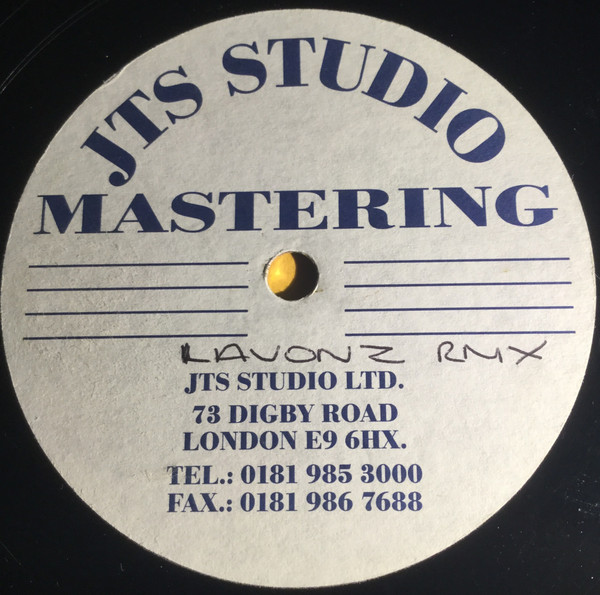 JTS STUDIO
MASTERING
LAVONZ RMX
JTS STUDIO LTD.
73 DIGBY ROAD
LONDON E9 6HX.
TEL.: 0181 985 3000
FAX.: 0181 986 7688